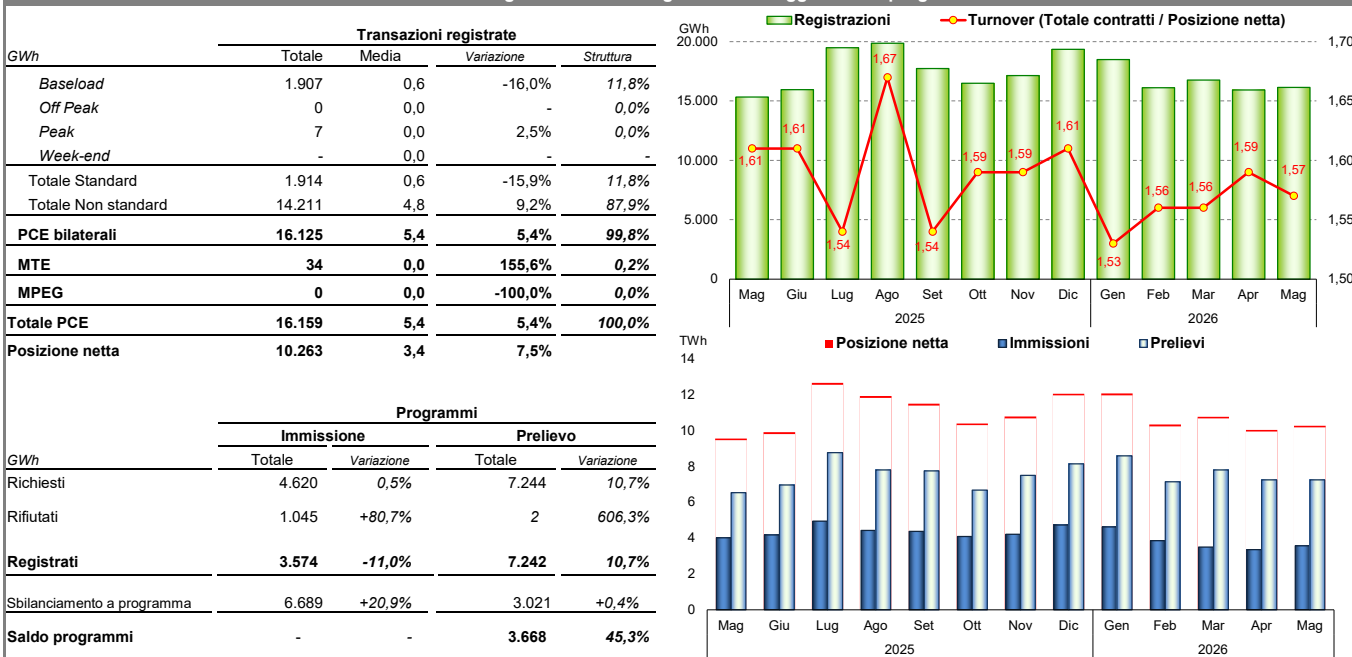 Transazioni registrate
GWh Totale Media Variazione Struttura
Baseload 1.907 0,6 -16,0% 11,8%
Off Peak 0 0,0 - 0,0%
Peak 7 0,0 2,5% 0,0%
Week-end - 0,0 - -
Totale Standard 1.914 0,6 -15,9% 11,8%
Totale Non standard 14.211 4,8 9,2% 87,9%
PCE bilaterali 16.125 5,4 5,4% 99,8%
MTE 34 0,0 155,6% 0,2%
MPEG 0 0,0 -100,0% 0,0%
Totale PCE 16.159 5,4 5,4% 100,0%
Posizione netta 10.263 3,4 7,5%
Programmi
Immissione Prelievo
GWh Totale Variazione Totale Variazione
Richiesti 4.620 0,5% 7.244 10,7%
Rifiutati 1.045 +80,7% 2 606,3%
Registrati 3.574 -11,0% 7.242 10,7%
Sbilanciamento a programma 6.689 +20,9% 3.021 +0,4%
Saldo programmi - - 3.668 45,3%
GWh
Registrazioni Turnover (Totale contratti / Posizione netta)
20.000
15.000
10.000
5.000
0
1,70
1,65
1,60
1,55
1,50
1,61 1,61 1,54 1,67 1,54 1,59 1,59 1,61 1,53 1,56 1,56 1,59 1,57
Mag Giu Lug Ago Set Ott Nov Dic Gen Feb Mar Apr Mag
2025 2026
TWh
Posizione netta Immissioni Prelievi
14
12
10
8
6
4
2
0
Mag Giu Lug Ago Set Ott Nov Dic Gen Feb Mar Apr Mag
2025 2026